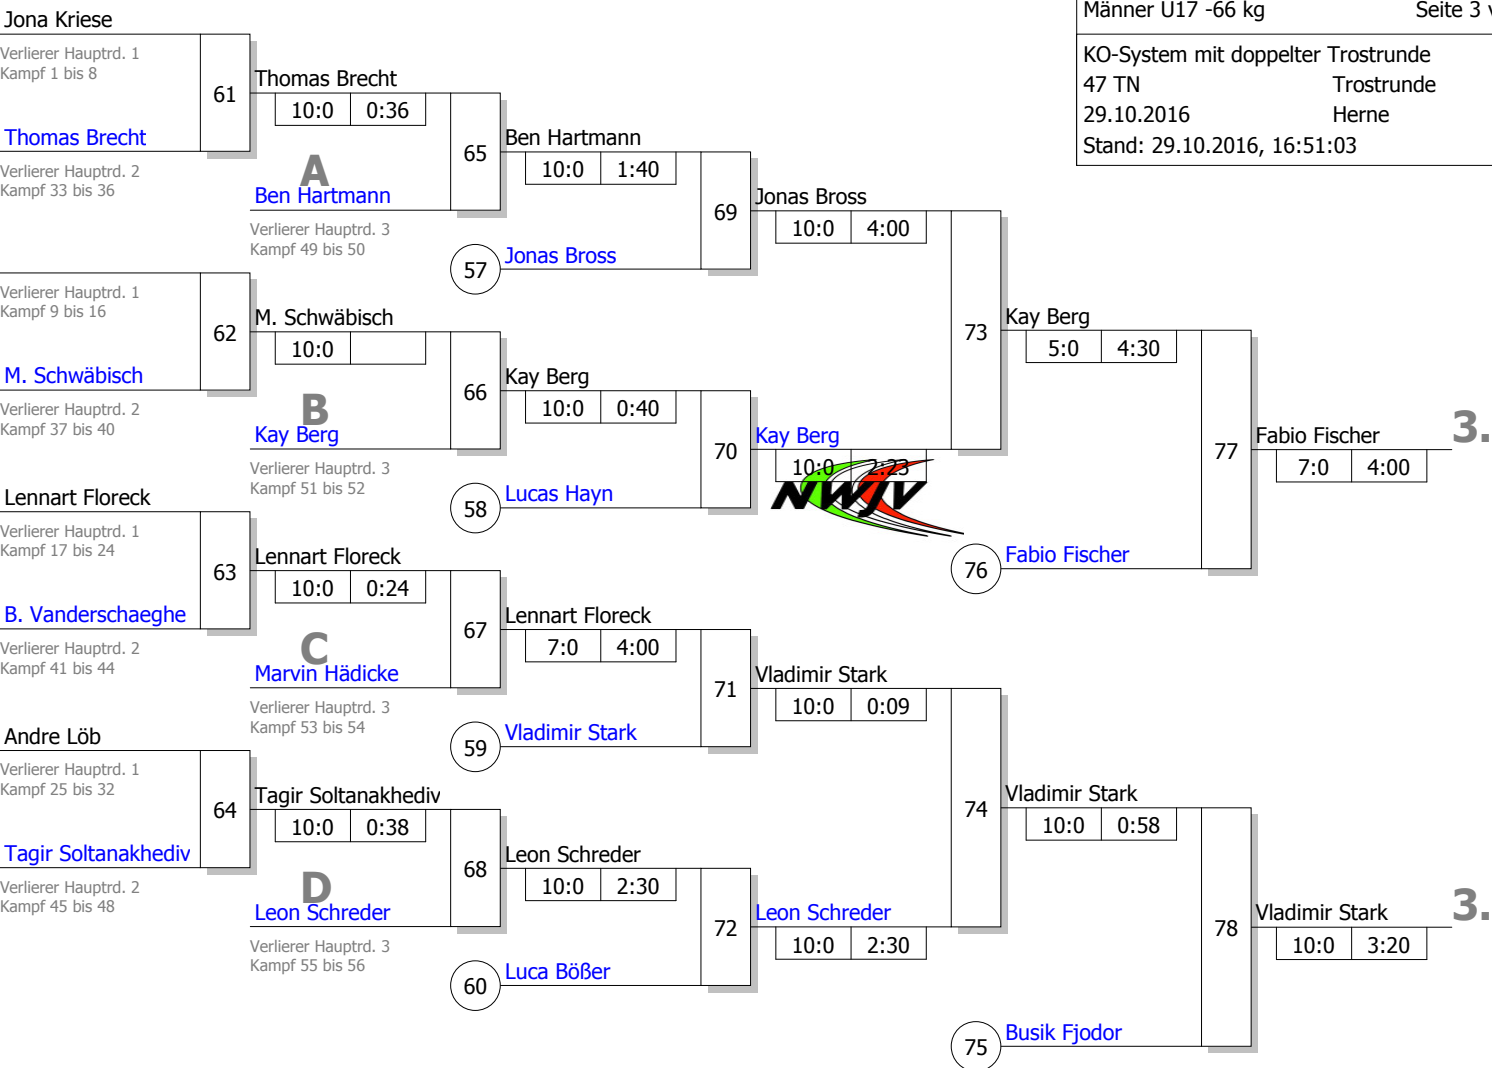 Männer U17 -66 kg Seite 3 v
KO-System mit doppelter Trostrunde
47 TN Trostrunde
29.10.2016 Herne
Stand: 29.10.2016, 16:51:03
Jona Kriese
Verlierer Hauptrd. 1
Kampf 1 bis 8
61
Thomas Brecht
Verlierer Hauptrd. 2
Kampf 33 bis 36
Thomas Brecht
10:0 0:36
A
65
Ben Hartmann
Verlierer Hauptrd. 3
Kampf 49 bis 50
Ben Hartmann
10:0 1:40
69
57
Jonas Bross
Jonas Bross
10:0 4:00
Verlierer Hauptrd. 1
Kampf 9 bis 16
62
M. Schwäbisch
Verlierer Hauptrd. 2
Kampf 37 bis 40
M. Schwäbisch
10:0
B
66
Kay Berg
Verlierer Hauptrd. 3
Kampf 51 bis 52
Kay Berg
10:0 0:40
70
58
Lucas Hayn
Kay Berg
10:0 2:23
NWJV
73
Kay Berg
5:0 4:30
77
76
Fabio Fischer
Fabio Fischer
7:0 4:00
3.
Lennart Floreck
Verlierer Hauptrd. 1
Kampf 17 bis 24
63
B. Vanderschaeghe
Verlierer Hauptrd. 2
Kampf 41 bis 44
Lennart Floreck
10:0 0:24
C
67
Marvin Hädicke
Verlierer Hauptrd. 3
Kampf 53 bis 54
Lennart Floreck
7:0 4:00
71
59
Vladimir Stark
Vladimir Stark
10:0 0:09
Andre Löb
Verlierer Hauptrd. 1
Kampf 25 bis 32
64
Tagir Soltanakhediv
Verlierer Hauptrd. 2
Kampf 45 bis 48
Tagir Soltanakhediv
10:0 0:38
D
68
Leon Schreder
Verlierer Hauptrd. 3
Kampf 55 bis 56
Leon Schreder
10:0 2:30
72
60
Luca Bößer
Leon Schreder
10:0 2:30
74
Vladimir Stark
10:0 0:58
78
75
Busik Fjodor
Vladimir Stark
10:0 3:20
3.